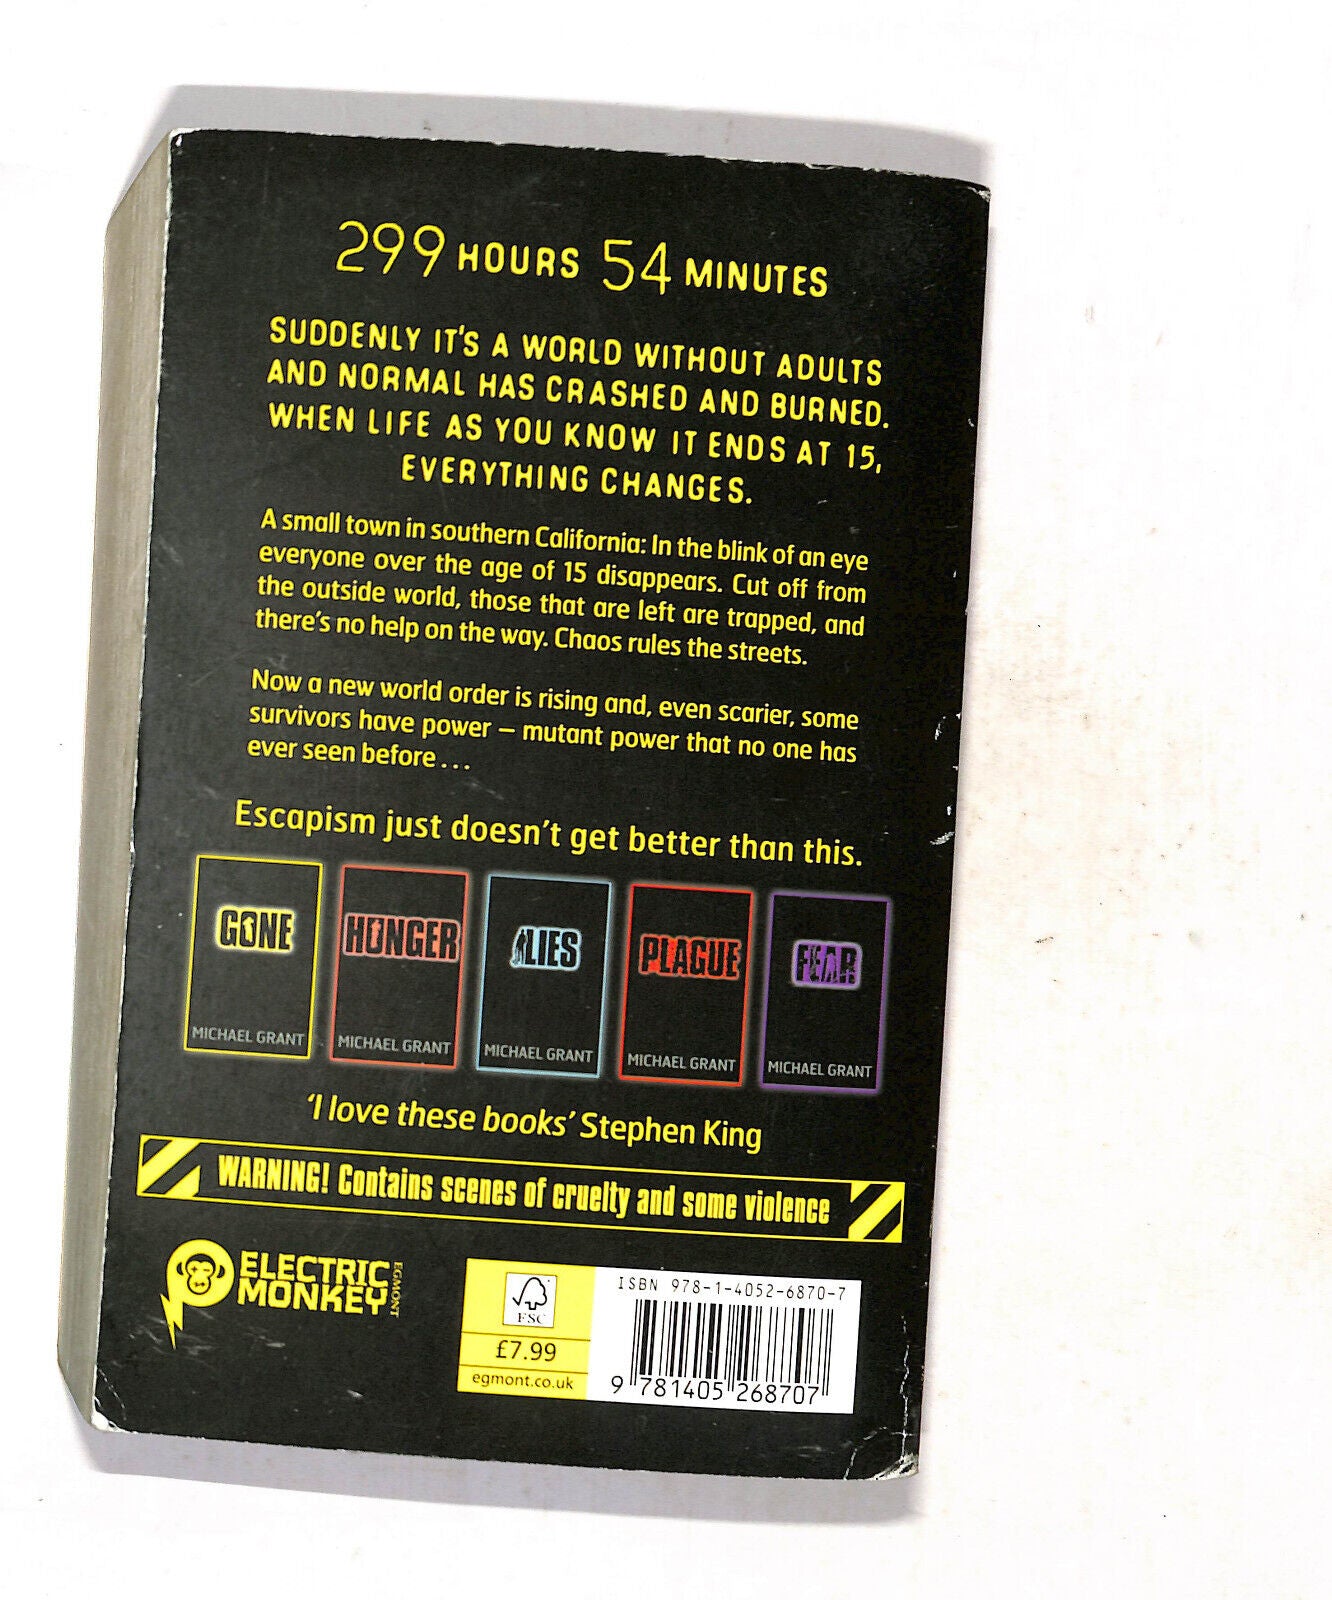 299 HOURS 54 MINUTES
SUDDENLY IT'S A WORLD WITHOUT ADULTS
AND NORMAL HAS CRASHED AND BURNED.
WHEN LIFE AS YOU KNOW IT ENDS AT 15,
EVERYTHING CHANGES.
A small town in southern California: In the blink of an eye
everyone over the age of 15 disappears. Cut off from
the outside world, those that are left are trapped, and
there's no help on the way. Chaos rules the streets.
Now a new world order is rising and, even scarier, some
survivors have power – mutant power that no one has
ever seen before ...
Escapism just doesn't get better than this.
GONE
MICHAEL GRANT
HUNGER
MICHAEL GRANT
LIES
MICHAEL GRANT
PLAGUE
MICHAEL GRANT
FEAR
MICHAEL GRANT
'I love these books' Stephen King
WARNING! Contains scenes of cruelty and some violence
ELECTRIC
MONKEY
EGMONT
FSC
£7.99
egmont.co.uk
ISBN 978-1-4052-6870-7
9 781405 268707